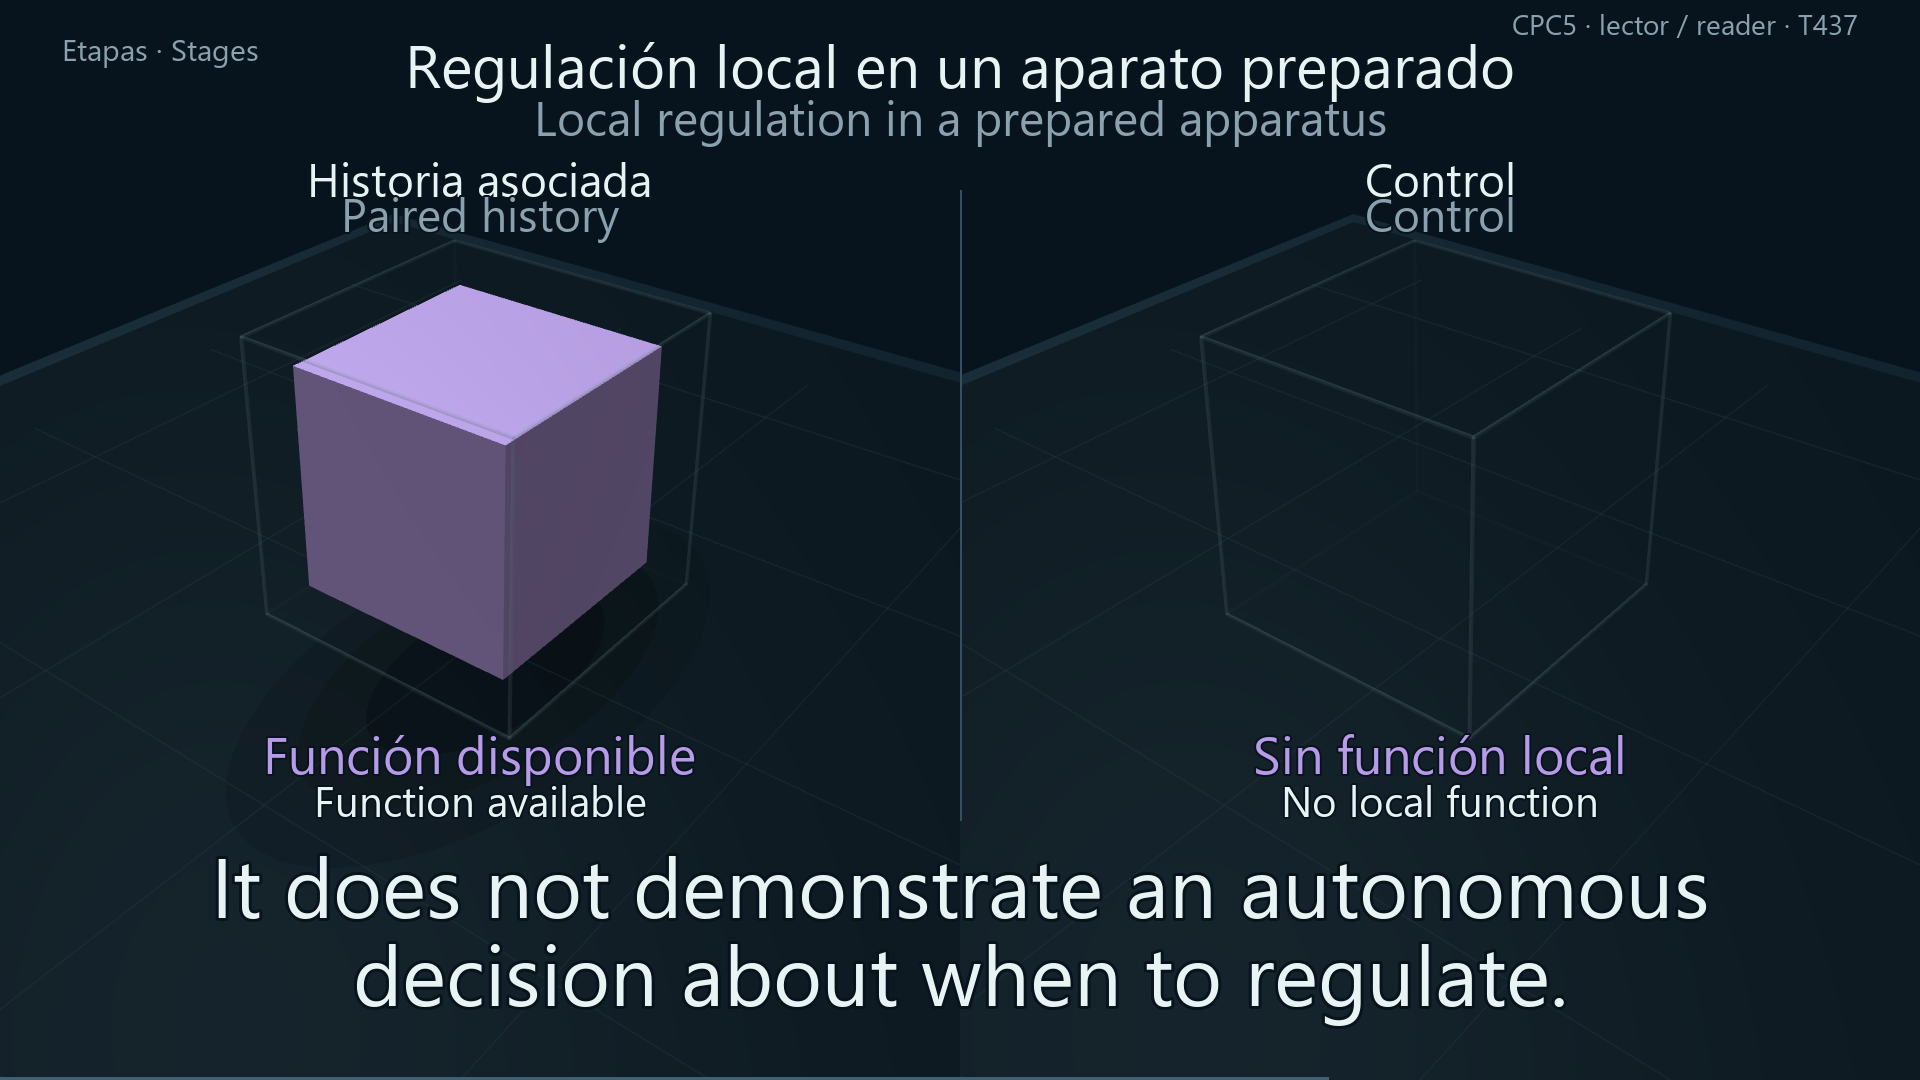 Etapas · Stages
CPC5 · lector / reader · T437
Regulación local en un aparato preparado
Local regulation in a prepared apparatus
Historia asociada
Paired history
Control
Control
Función disponible
Function available
Sin función local
No local function
It does not demonstrate an autonomous
decision about when to regulate.